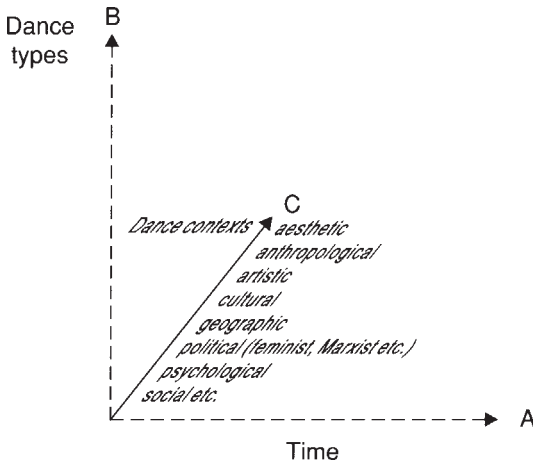 B
Dance
types
C
Dance contexts
aesthetic
anthropological
artistic
cultural
geographic
political (feminist, Marxist etc.)
psychological
social etc.
A
Time